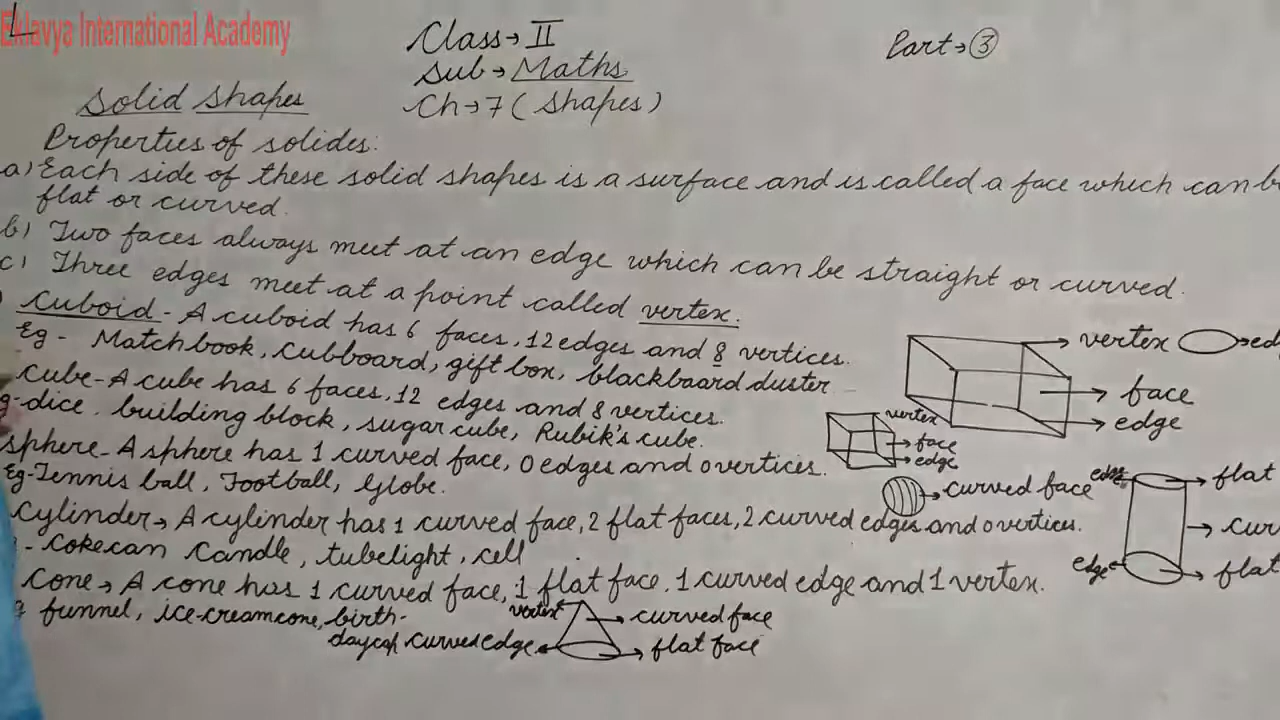 Eklavya International Academy
Class→ II
Part→ ③
Sub→ Maths
Solid shapes
Ch→7 ( Shapes )
Properties of solides:
a) Each side of these solid shapes is a surface and is called a face which can b
flat or curved.
b) Two faces always meet at an edge which can be straight or curved.
c) Three edges meet at a point called vertex.
Cuboid - A cuboid has 6 faces, 12 edges and 8 vertices.
Eg - Matchbook, cubboard, gift box, blackbaard duster
vertex
ed
face
edge
Cube - A cube has 6 faces, 12 edges and 8 vertices.
g-dice, building block, sugar cube, Rubik's cube.
vertex
face
edge
sphere - A sphere has 1 curved face, 0 edges and 0 vertices.
Eg-Tennis ball, Football, Globe.
curved face
edge
flat
cur
edge
flat
Cylinder→ A cylinder has 1 curved face, 2 flat faces, 2 curved edges and 0 vertices.
- Cokecan Candle, tubelight, cell
Cone→ A cone has 1 curved face, 1 flat face, 1 curved edge and 1 vertex.
g funnel, ice-creamcone, birth-
daycap
vertex
curved face
curved edge
flat face